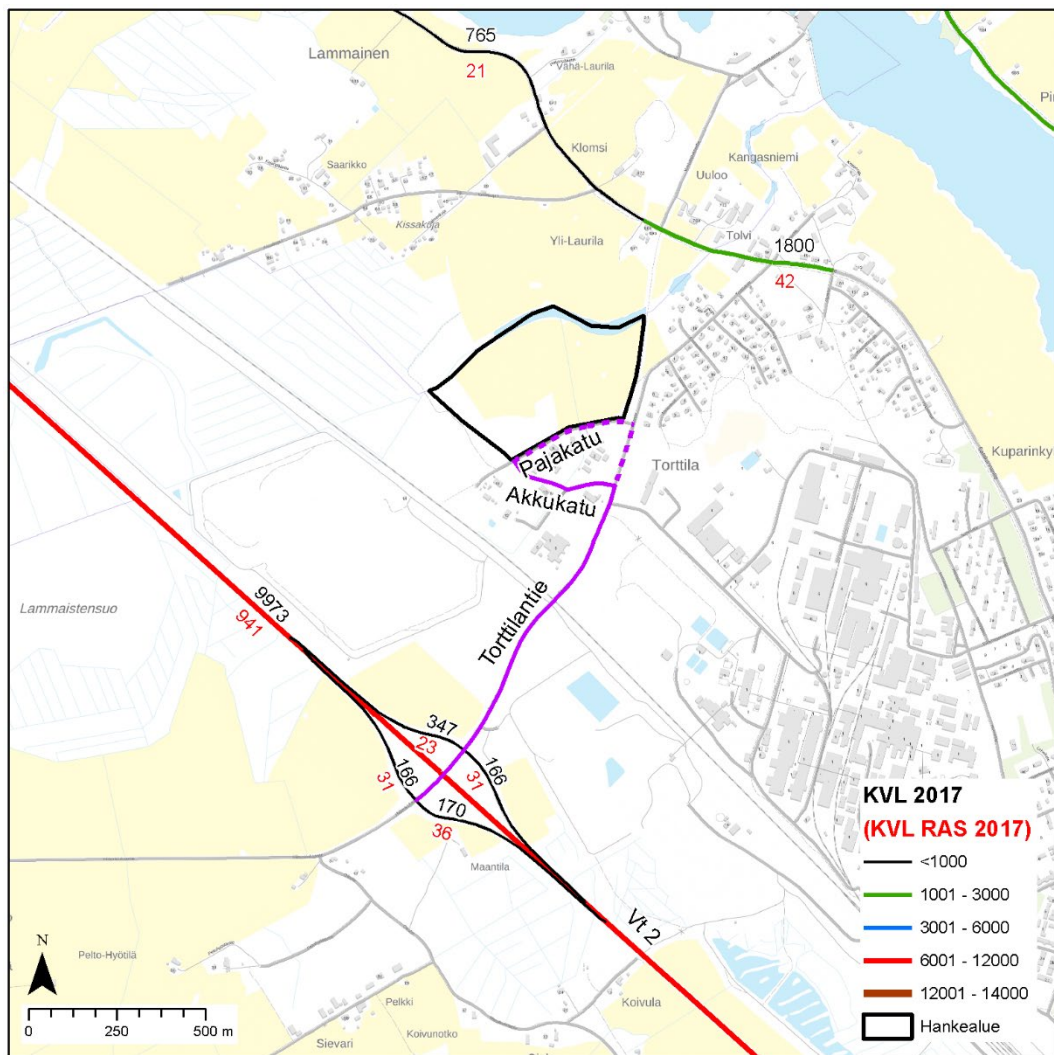 765
21
Lammainen
Vähä-Laurila
Klomsi
Saarikko
Kissakuja
Kangasniemi
Uuloo
Yli-Laurila
Tolvi
1800
42
Pajakatu
Akkukatu
Torttila
Torttilantie
Lammaistensuo
9973
941
347
23
166
31
166
31
170
36
Maantila
Vt 2
Pelto-Hyötilä
Pelkki
Koivunotko
Koivula
Sievari
N
0 250 500 m
KVL 2017
(KVL RAS 2017)
<1000
1001 - 3000
3001 - 6000
6001 - 12000
12001 - 14000
Hankealue